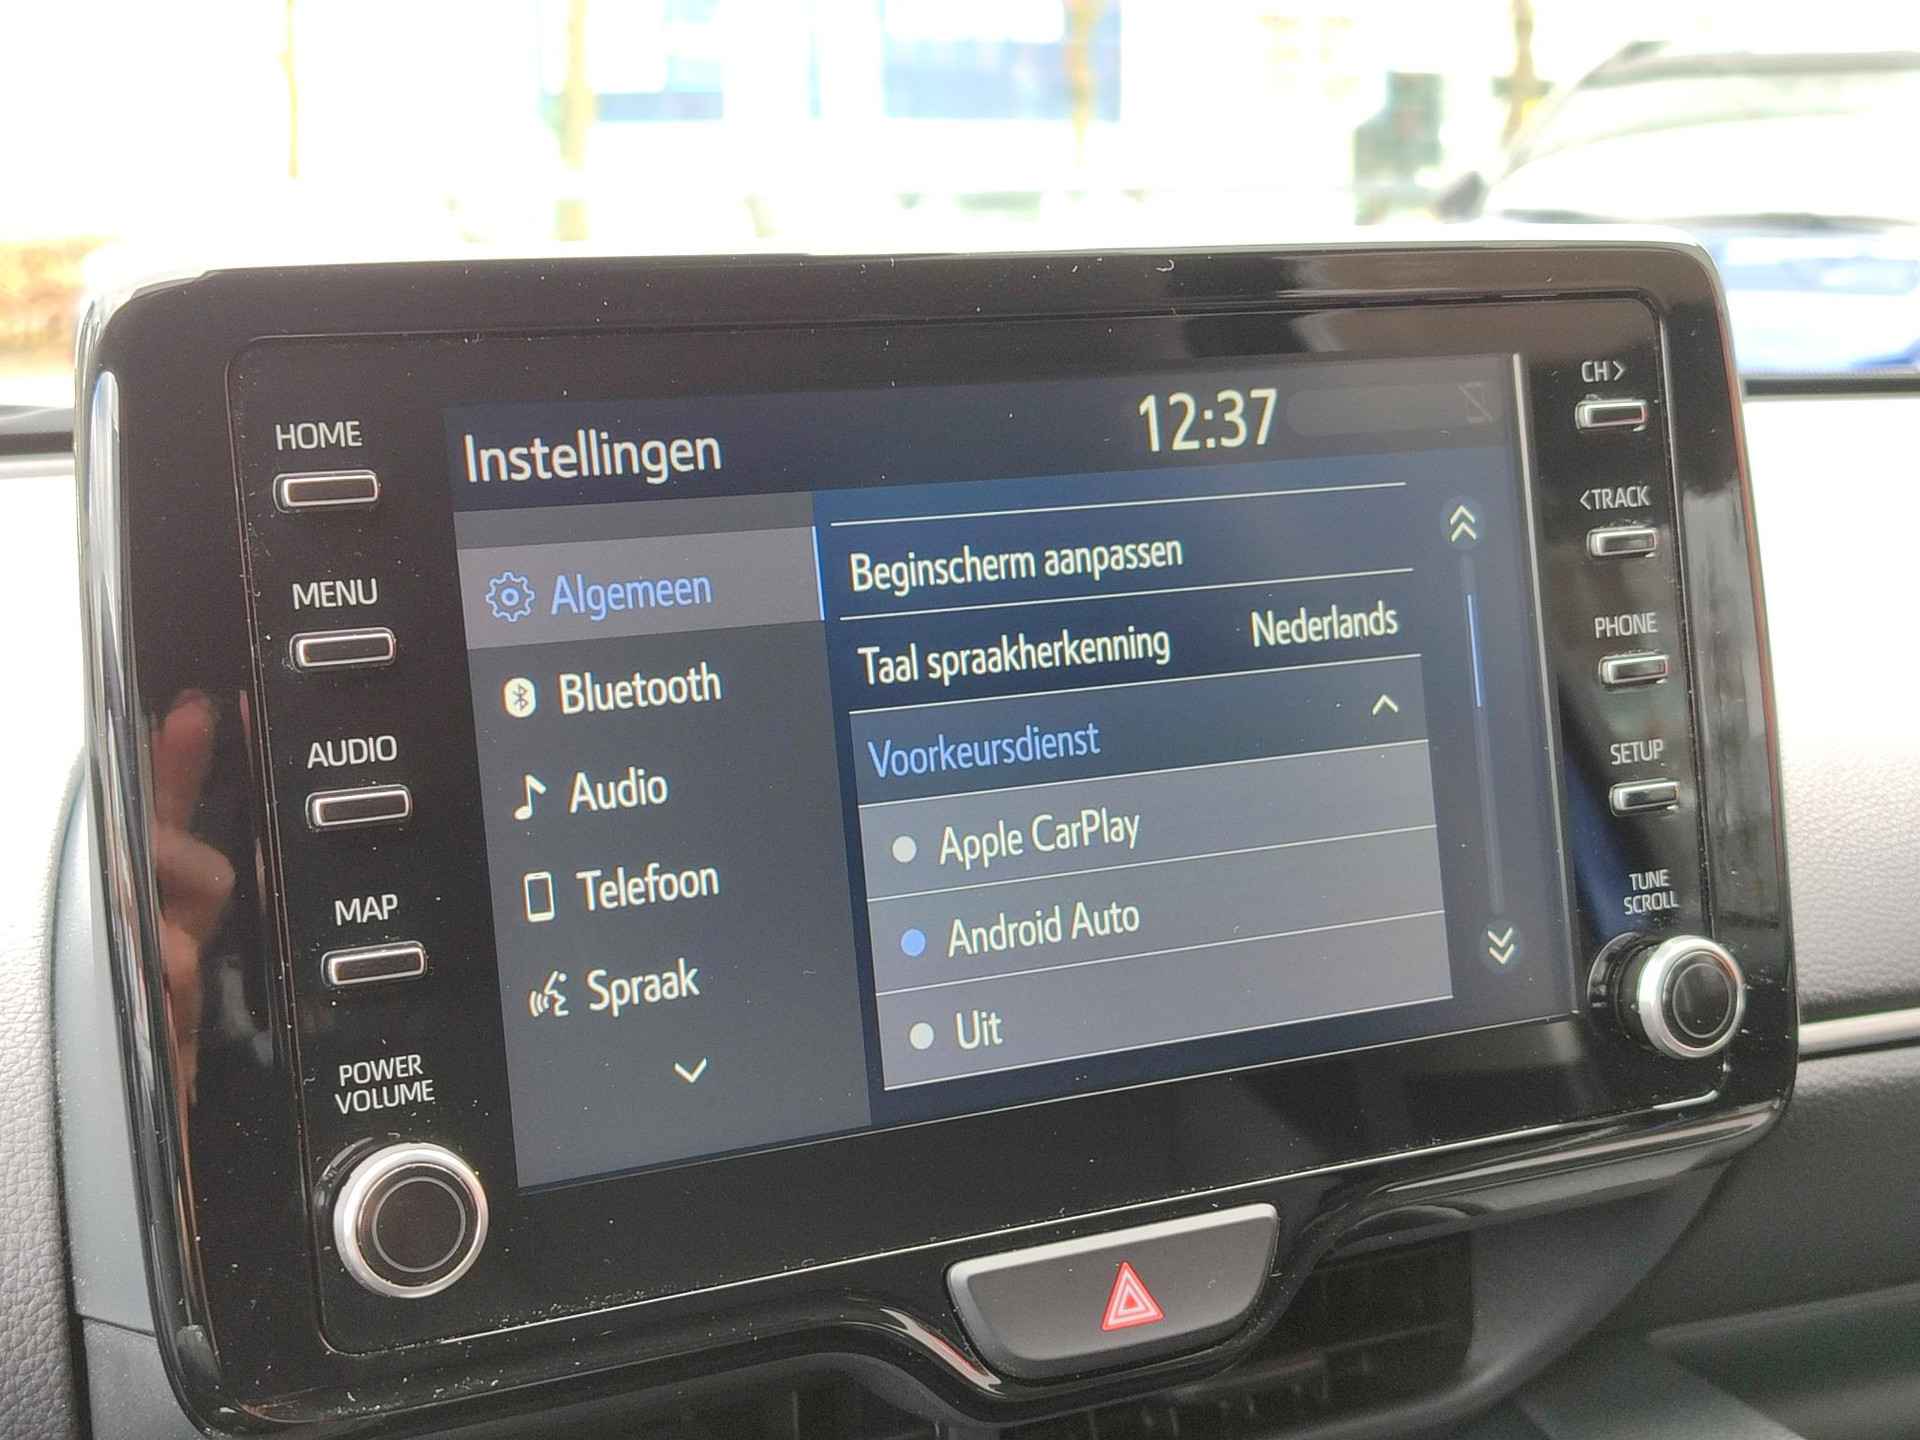 HOME
MENU
AUDIO
MAP
POWER
VOLUME
Instellingen
12:37
Algemeen
Bluetooth
Audio
Telefoon
Spraak
Beginscherm aanpassen
Taal spraakherkenning Nederlands
Voorkeursdienst
Apple CarPlay
Android Auto
Uit
CH>
<TRACK
PHONE
SETUP
TUNE
SCROLL